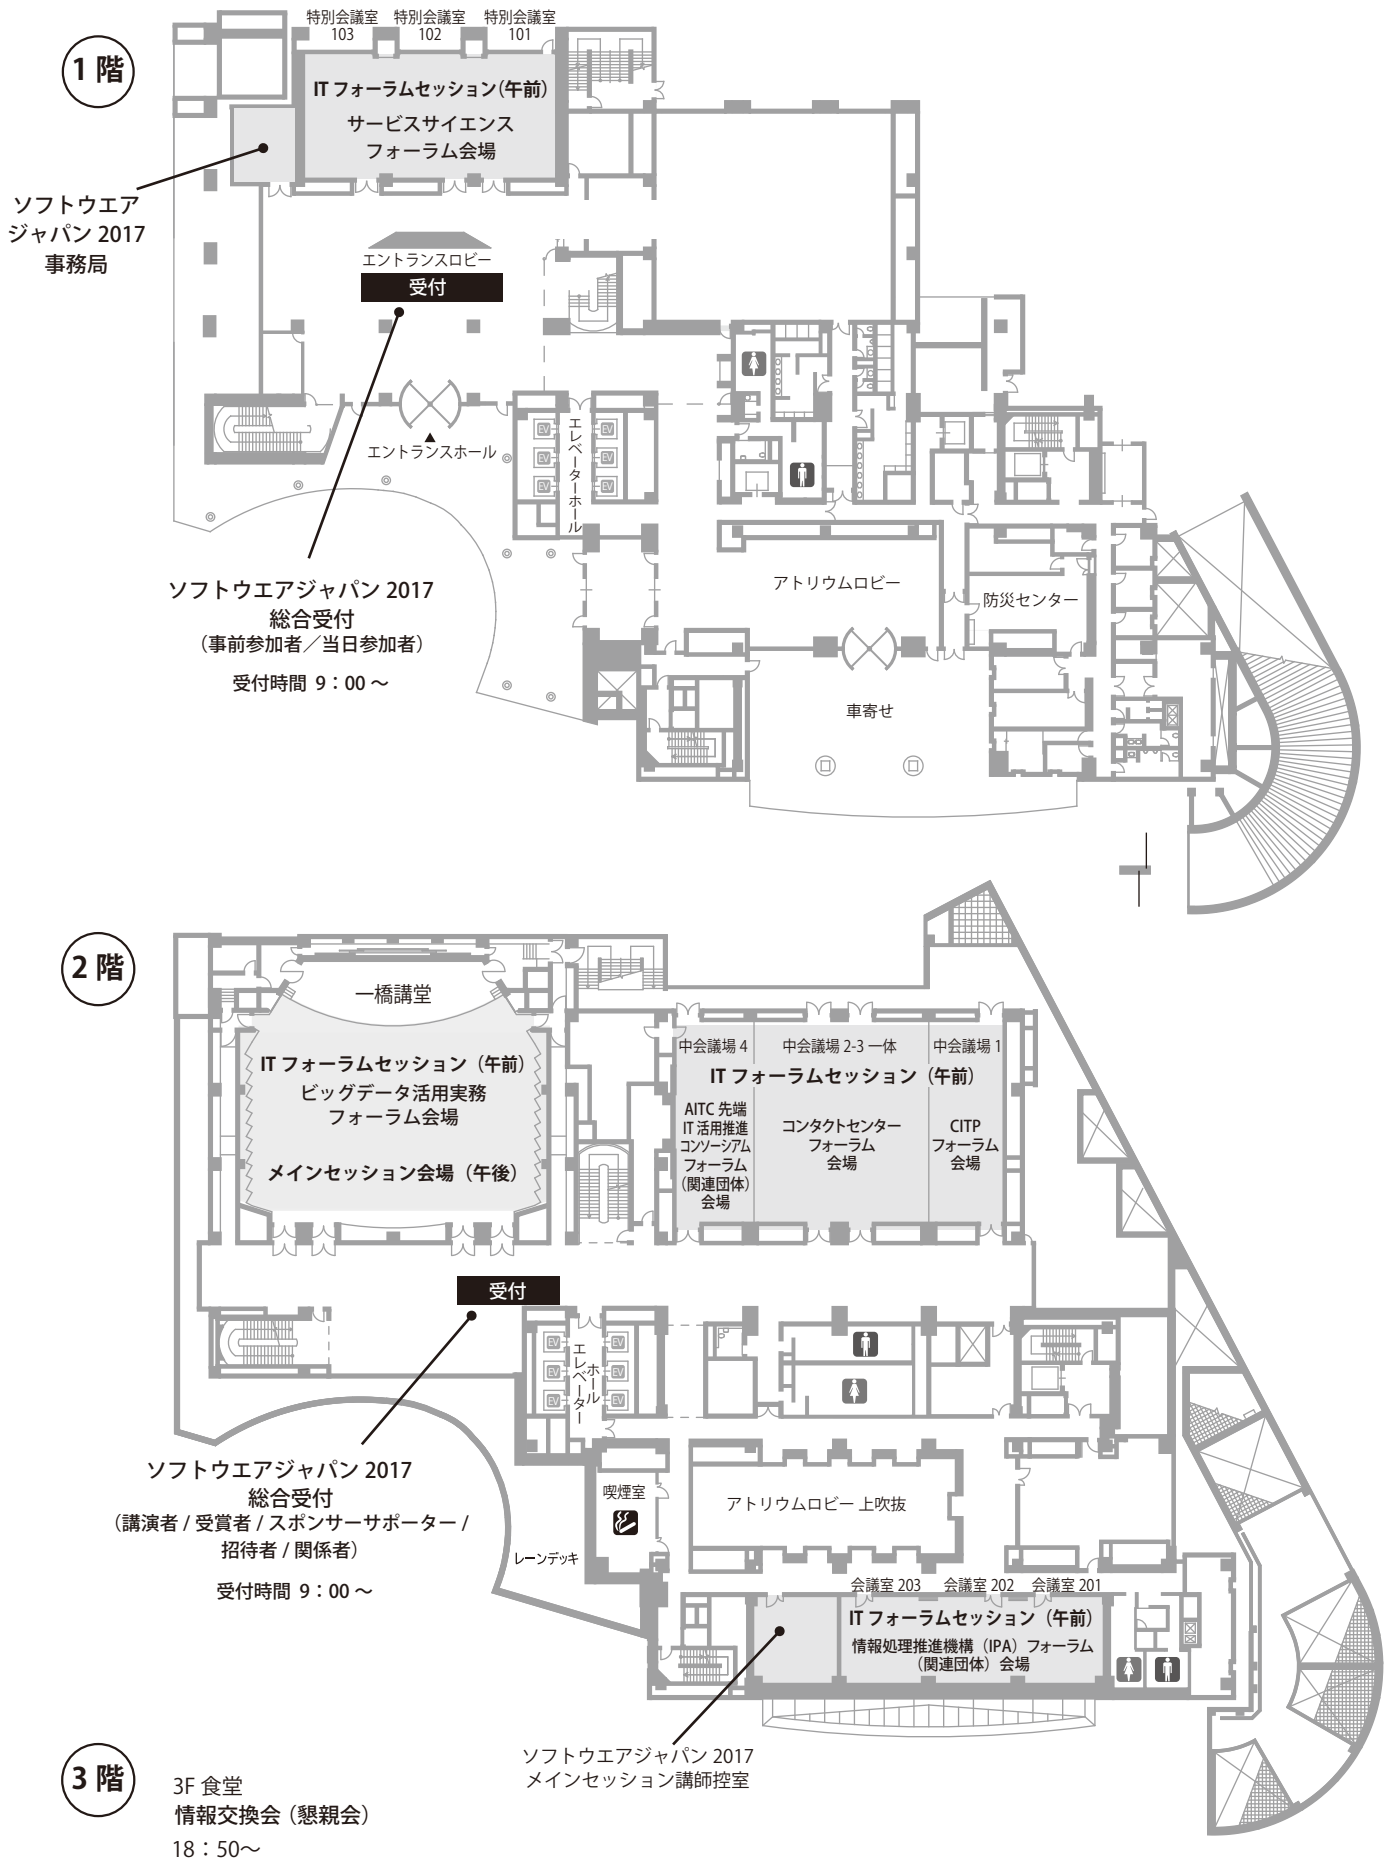 1 階
特別会議室
103
特別会議室
102
特別会議室
101
IT フォーラムセッション（午前）
サービスサイエンス
フォーラム会場
ソフトウエア
ジャパン 2017
事務局
エントランスロビー
受付
エントランスホール
EV
EV
EV
EV
EV
EV
エレベーターホール
ソフトウエアジャパン 2017
総合受付
（事前参加者／当日参加者）
受付時間 9：00 ～
アトリウムロビー
防災センター
車寄せ
2 階
一橋講堂
IT フォーラムセッション（午前）
ビッグデータ活用実務
フォーラム会場
メインセッション会場（午後）
中会議場 4
中会議場 2-3 一体
中会議場 1
IT フォーラムセッション（午前）
AITC 先端
IT 活用推進
コンソーシアム
フォーラム
（関連団体）
会場
コンタクトセンター
フォーラム
会場
CITP
フォーラム
会場
受付
EV
EV
EV
EV
EV
EV
エレベーター
ホール
ソフトウエアジャパン 2017
総合受付
（講演者 / 受賞者 / スポンサーサポーター /
招待者 / 関係者）
受付時間 9：00 ～
喫煙室
レーンデッキ
アトリウムロビー 上吹抜
会議室 203
会議室 202
会議室 201
IT フォーラムセッション（午前）
情報処理推進機構（IPA）フォーラム
（関連団体）会場
ソフトウエアジャパン 2017
メインセッション講師控室
3 階
3F 食堂
情報交換会（懇親会）
18：50～